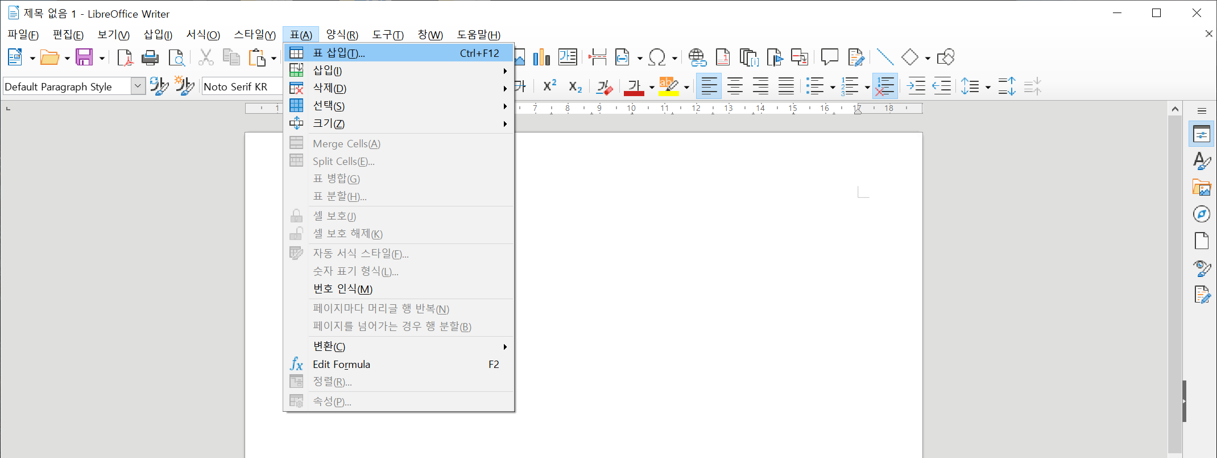 제목 없음 1 - LibreOffice Writer
파일(F) 편집(E) 보기(V) 삽입(I) 서식(O) 스타일(Y) 표(A) 양식(R) 도구(T) 창(W) 도움말(H)
Default Paragraph Style
Noto Serif KR
표 삽입(T)... Ctrl+F12
삽입(I)
삭제(D)
선택(S)
크기(Z)
Merge Cells(A)
Split Cells(E)...
표 병합(G)
표 분할(H)...
셀 보호(J)
셀 보호 해제(K)
자동 서식 스타일(F)...
숫자 표기 형식(L)...
번호 인식(M)
페이지마다 머리글 행 반복(N)
페이지를 넘어가는 경우 행 분할(B)
변환(C)
Edit Formula F2
정렬(R)...
속성(P)...
가 X² X₂ 가 가
1 7 8 9 10 11 12 13 14 15 16 17 18